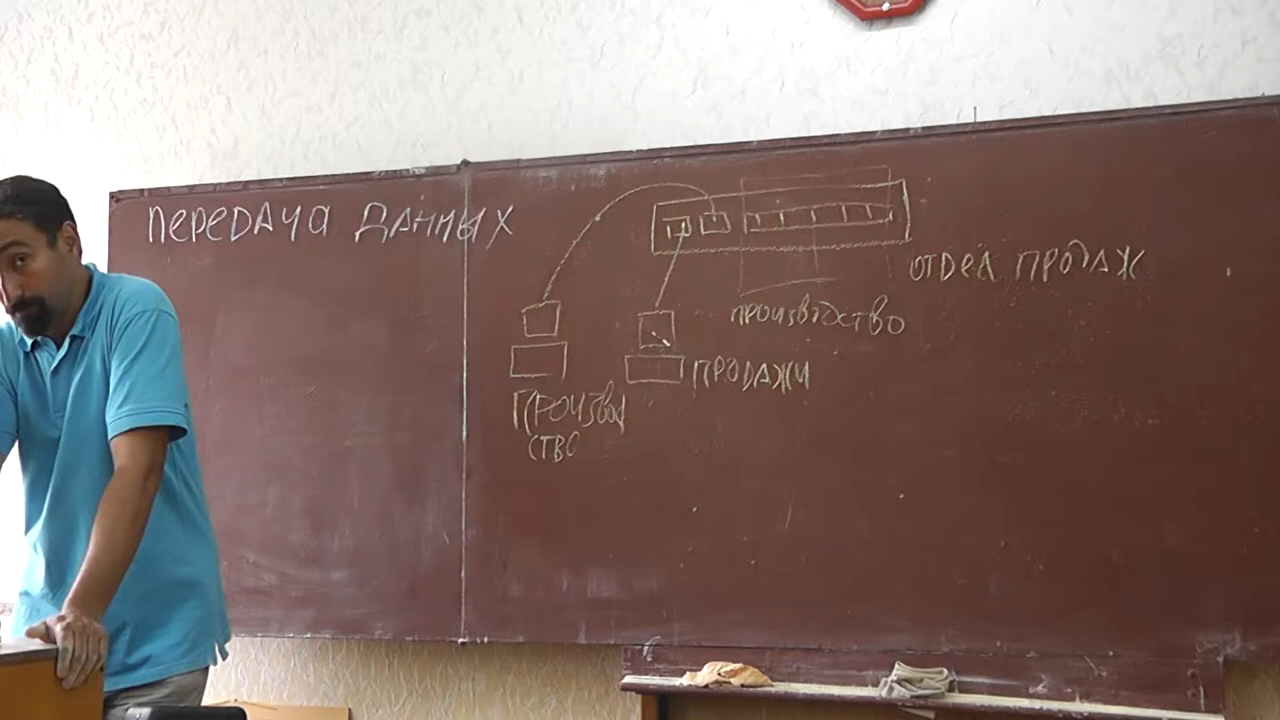 ПЕРЕДАЧА ДАННЫХ
ОТДЕЛ ПРОДАЖ
ПРОИЗВОДСТВО
ПРОДАЖИ
ПРОИЗВОД
СТВО